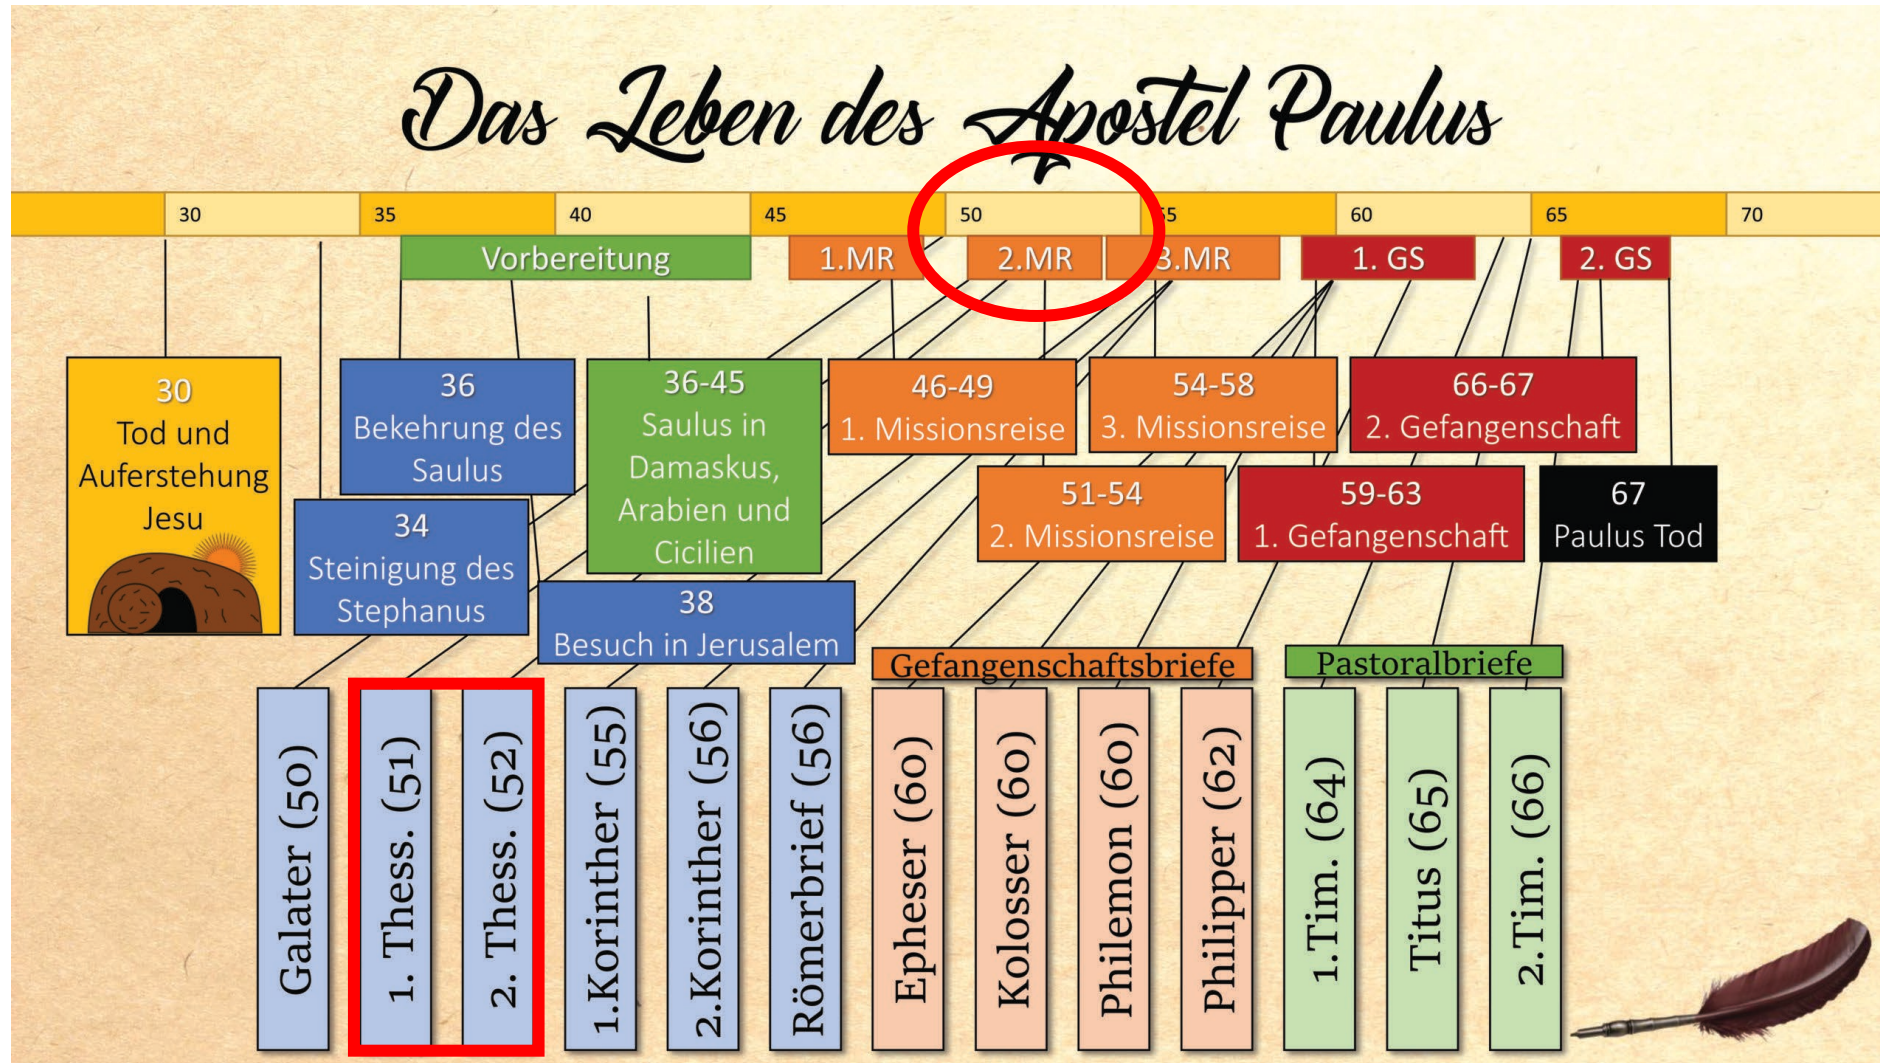 Das Leben des Apostel Paulus
30 35 40 45 50 55 60 65 70
Vorbereitung 1.MR 2.MR 3.MR 1. GS 2. GS
30
Tod und
Auferstehung
Jesu
34
Steinigung des
Stephanus
36
Bekehrung des
Saulus
36-45
Saulus in
Damaskus,
Arabien und
Cicilien
38
Besuch in Jerusalem
46-49
1. Missionsreise
51-54
2. Missionsreise
54-58
3. Missionsreise
59-63
1. Gefangenschaft
66-67
2. Gefangenschaft
67
Paulus Tod
Gefangenschaftsbriefe
Pastoralbriefe
Galater (50)
1. Thess. (51)
2. Thess. (52)
1.Korinther (55)
2.Korinther (56)
Römerbrief (56)
Epheser (60)
Kolosser (60)
Philemon (60)
Philipper (62)
1.Tim. (64)
Titus (65)
2.Tim. (66)